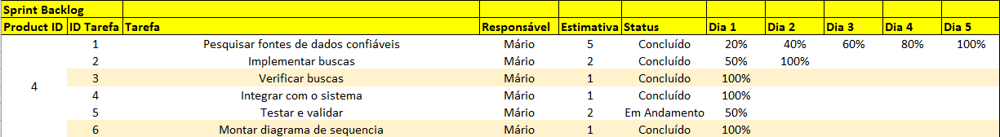 Sprint Backlog
Product ID ID Tarefa Tarefa Responsável Estimativa Status Dia 1 Dia 2 Dia 3 Dia 4 Dia 5
1 Pesquisar fontes de dados confiáveis Mário 5 Concluído 20% 40% 60% 80% 100%
2 Implementar buscas Mário 2 Concluído 50% 100%
3 Verificar buscas Mário 1 Concluído 100%
4
4 Integrar com o sistema Mário 1 Concluído 100%
5 Testar e validar Mário 2 Em Andamento 50%
6 Montar diagrama de sequencia Mário 1 Concluído 100%